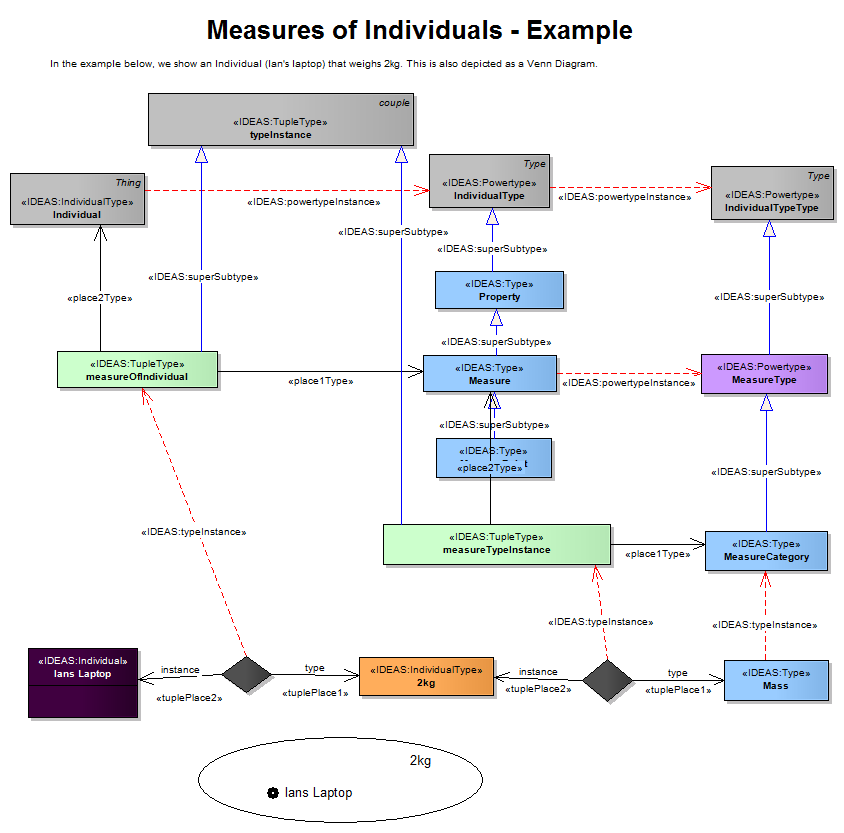 Measures of Individuals - Example
In the example below, we show an Individual (Ian's laptop) that weighs 2kg. This is also depicted as a Venn Diagram.
couple
«IDEAS:TupleType»
typeInstance
Thing
«IDEAS:IndividualType»
Individual
«IDEAS:powertypeInstance»
Type
«IDEAS:Powertype»
IndividualType
«IDEAS:powertypeInstance»
Type
«IDEAS:Powertype»
IndividualTypeType
«IDEAS:superSubtype»
«IDEAS:superSubtype»
«IDEAS:superSubtype»
«place2Type»
«IDEAS:Type»
Property
«IDEAS:superSubtype»
«IDEAS:superSubtype»
«IDEAS:TupleType»
measureOfIndividual
«place1Type»
«IDEAS:Type»
Measure
«IDEAS:powertypeInstance»
«IDEAS:Powertype»
MeasureType
«IDEAS:superSubtype»
«IDEAS:Type»
«place2Type»
«IDEAS:superSubtype»
«IDEAS:TupleType»
measureTypeInstance
«place1Type»
«IDEAS:Type»
MeasureCategory
«IDEAS:typeInstance»
«IDEAS:typeInstance»
«IDEAS:typeInstance»
«IDEAS:Individual»
Ians Laptop
instance
«tuplePlace2»
type
«tuplePlace1»
«IDEAS:IndividualType»
2kg
instance
«tuplePlace2»
type
«tuplePlace1»
«IDEAS:Type»
Mass
2kg
Ians Laptop